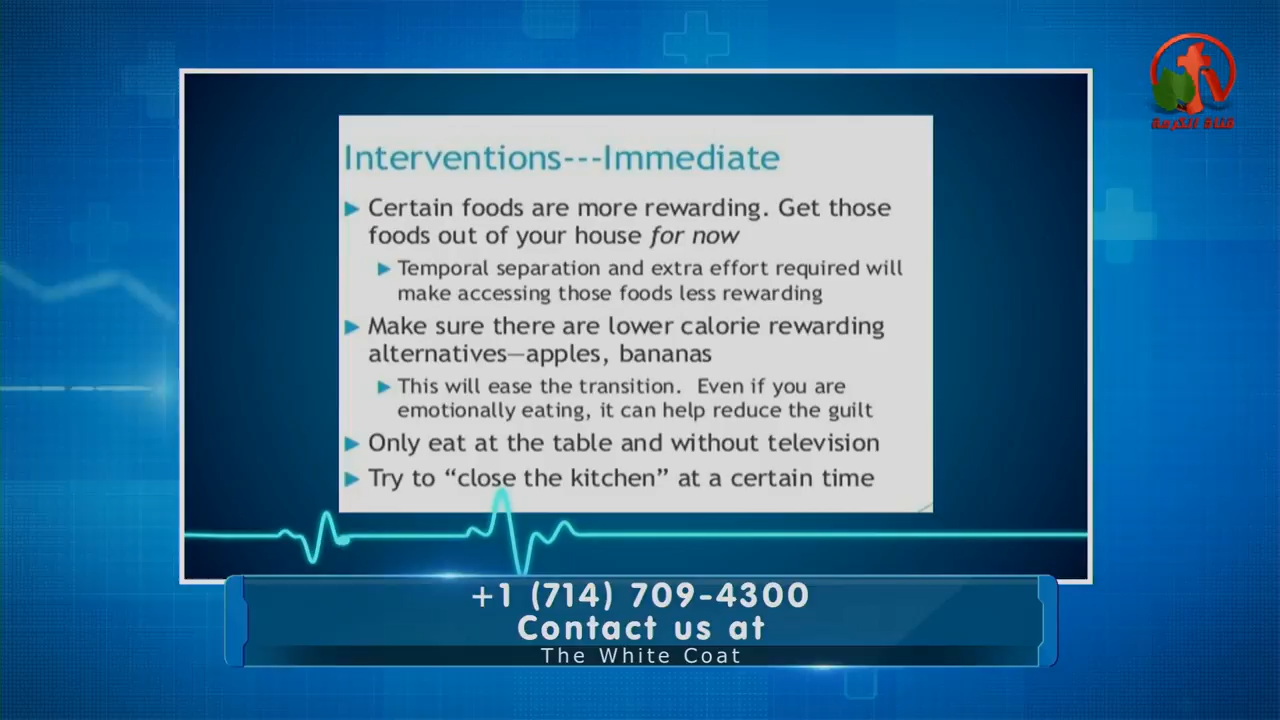 قناة الكرمة
Interventions---Immediate
Certain foods are more rewarding. Get those
foods out of your house for now
Temporal separation and extra effort required will
make accessing those foods less rewarding
Make sure there are lower calorie rewarding
alternatives—apples, bananas
This will ease the transition. Even if you are
emotionally eating, it can help reduce the guilt
Only eat at the table and without television
Try to “close the kitchen” at a certain time
+1 (714) 709-4300
Contact us at
The White Coat